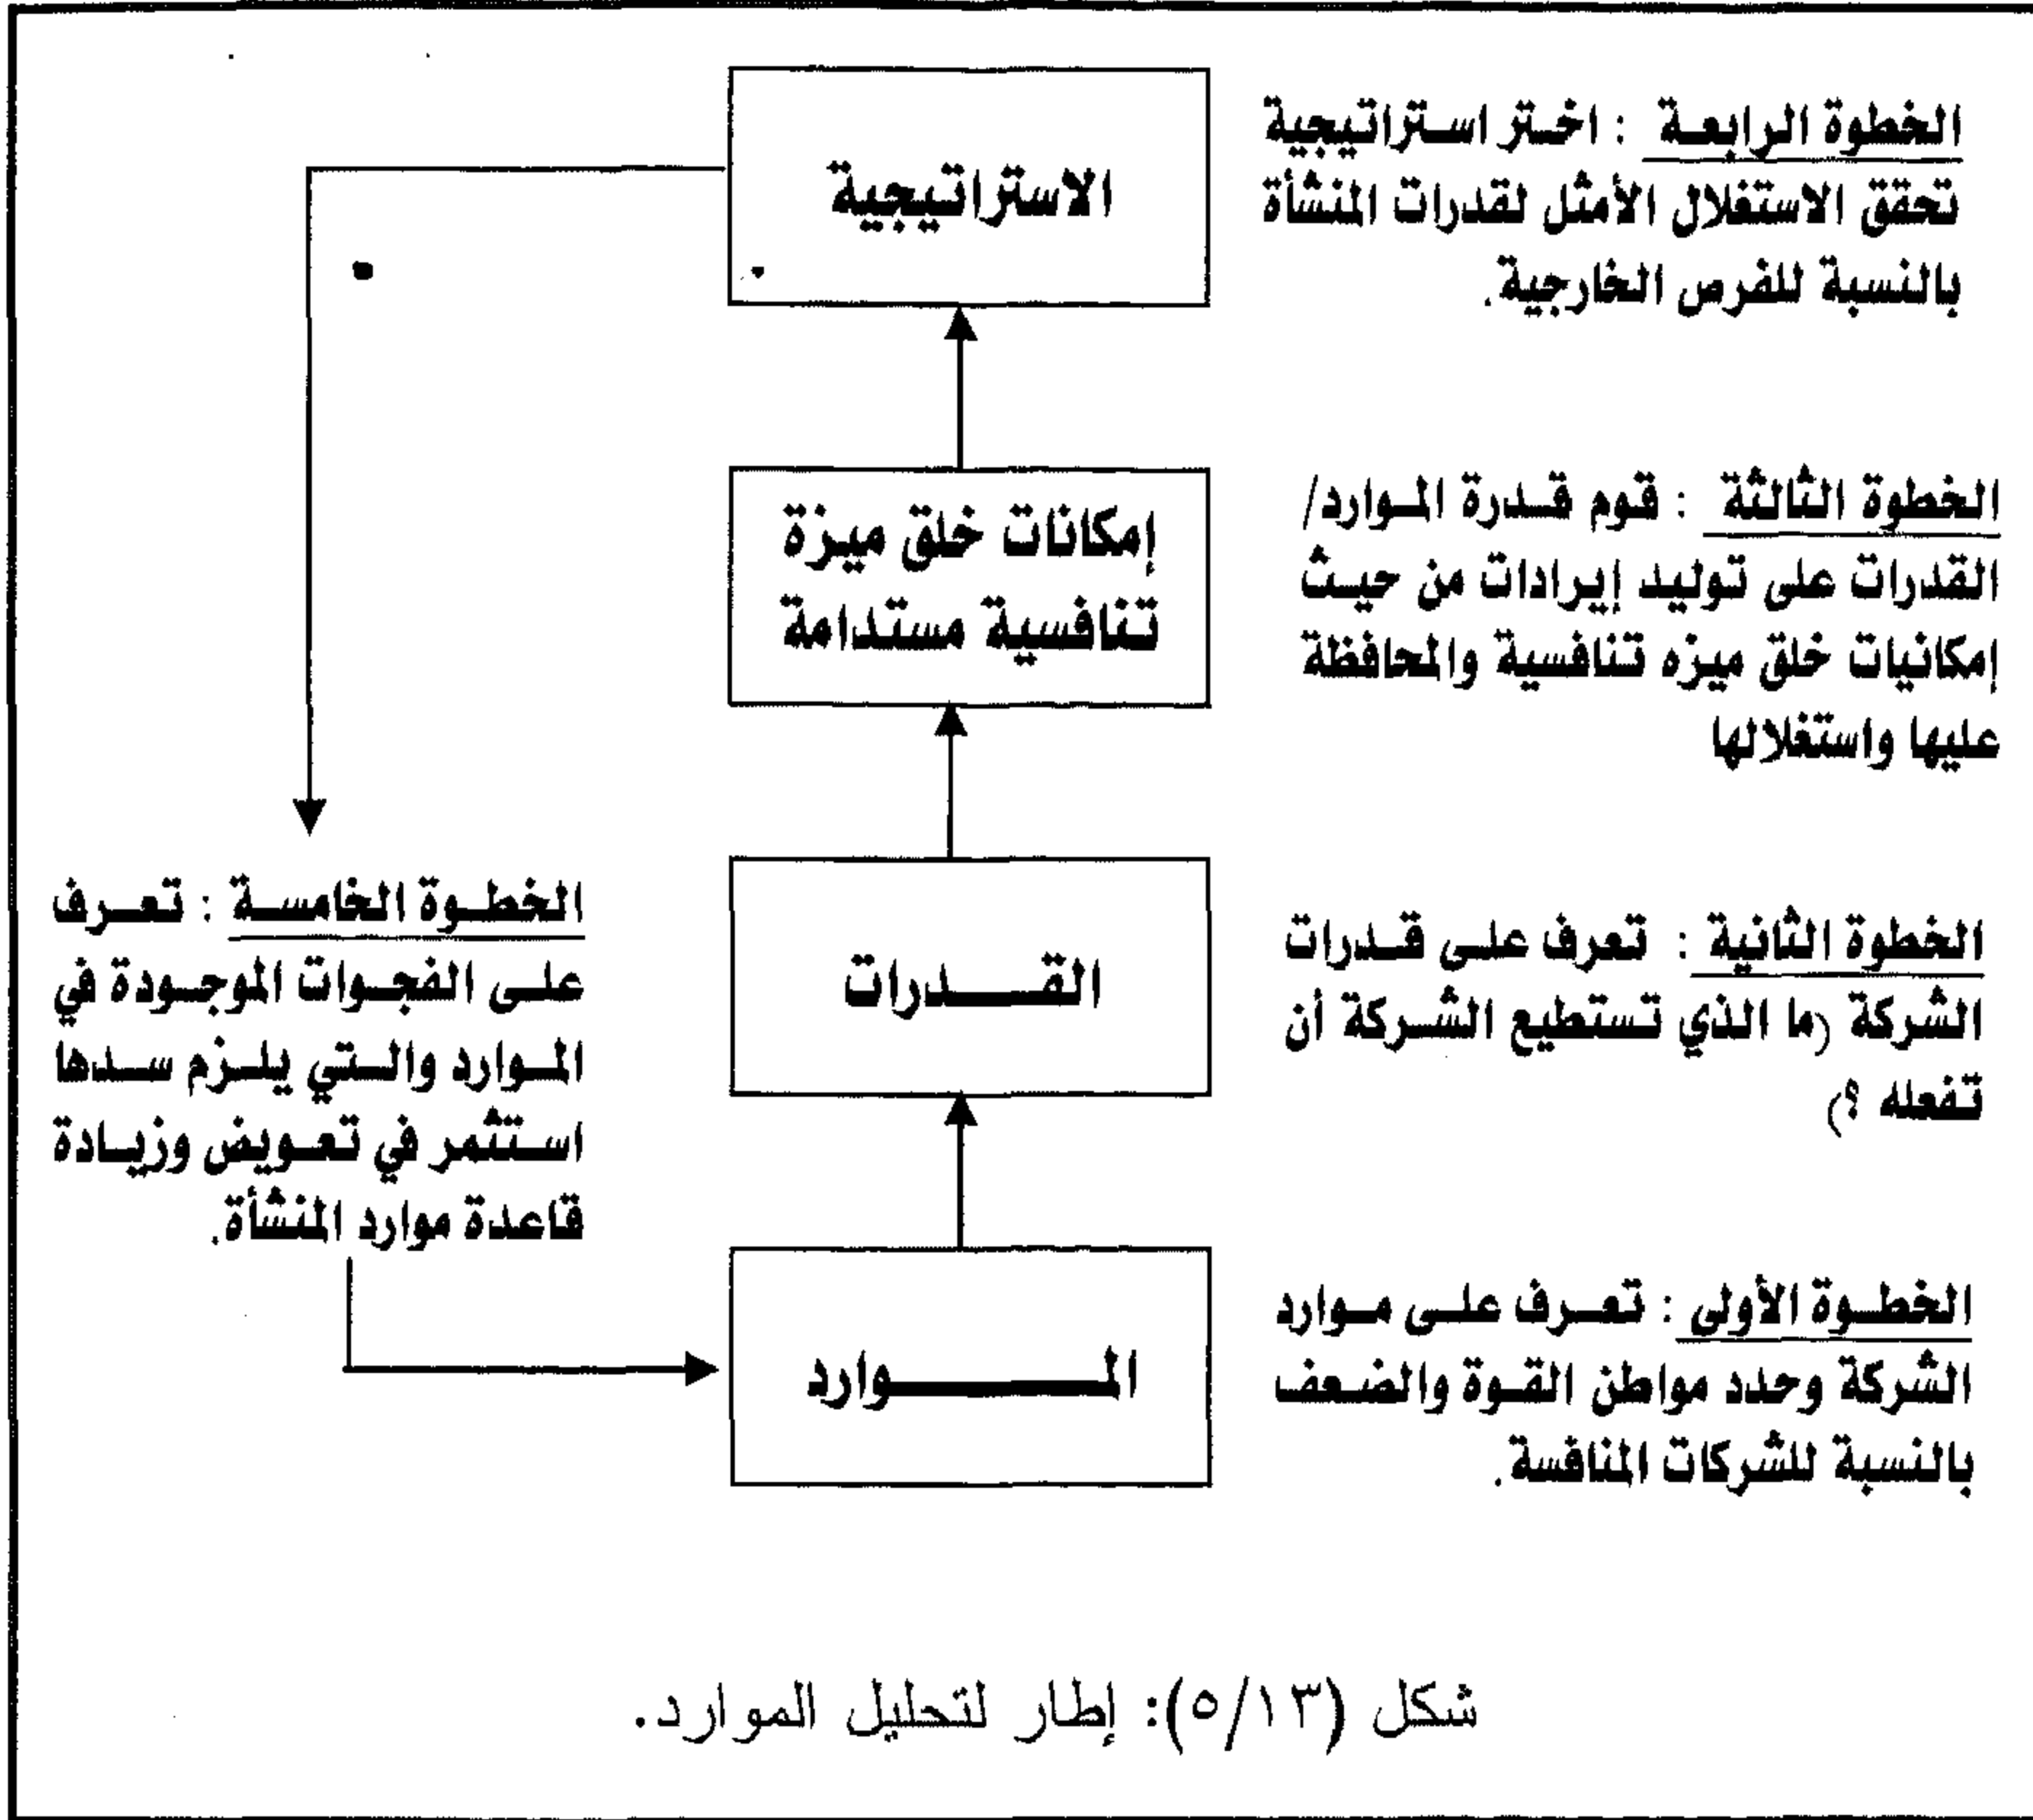 الاستراتيجية
الخطوة الرابعة : اختر استراتيجية
تحقق الاستغلال الأمثل لقدرات المنشأة
بالنسبة للفرص الخارجية.
إمكانات خلق ميزة
تنافسية مستدامة
الخطوة الثالثة : قوم قدرة الموارد/
القدرات على توليد إيرادات من حيث
إمكانيات خلق ميزه تنافسية والمحافظة
عليها واستغلالها
القدرات
الخطوة الثانية : تعرف على قدرات
الشركة (ما الذي تستطيع الشركة أن
تفعله ؟)
الخطوة الخامسة : تعرف
على الفجوات الموجودة في
الموارد والتي يلزم سدها
استثمر في تعويض وزيادة
قاعدة موارد المنشأة.
الموارد
الخطوة الأولى : تعرف على موارد
الشركة وحدد مواطن القوة والضعف
بالنسبة للشركات المنافسة.
شكل (٥/١٣): إطار لتحليل الموارد.